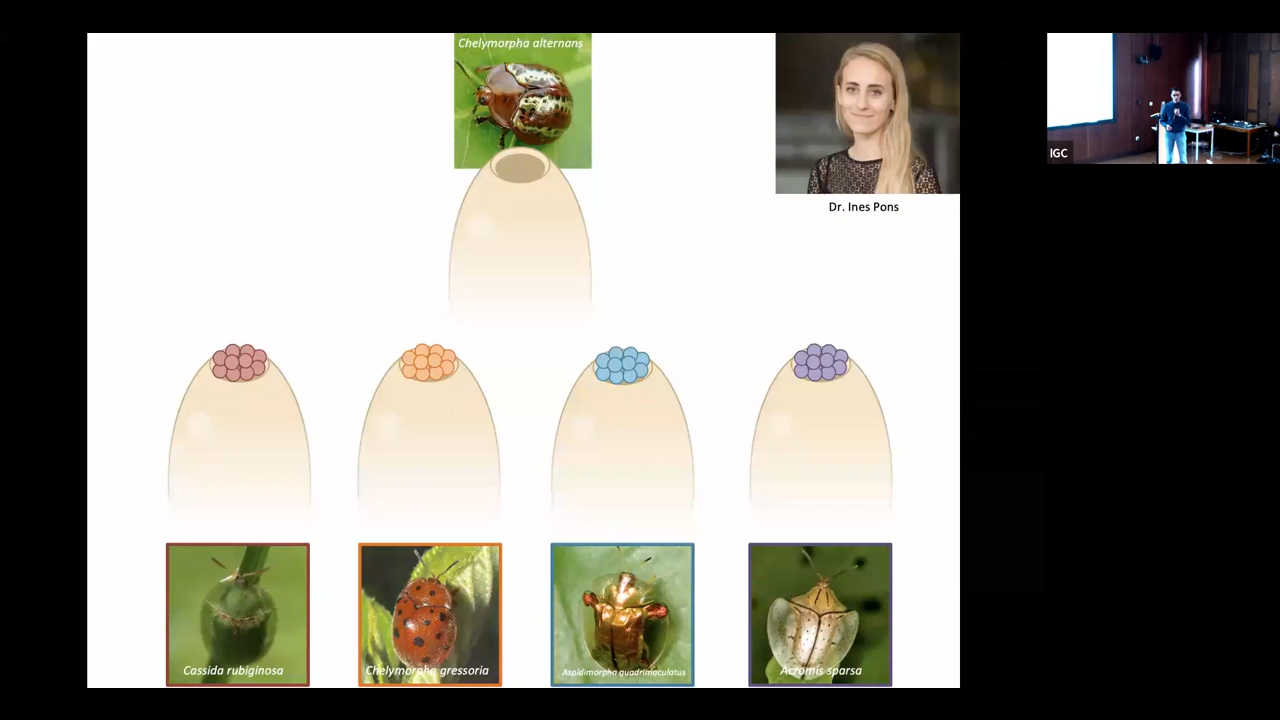 Chelymorpha alternans
IGC
Dr. Ines Pons
Cassida rubiginosa
Chelymorpha gressoria
Aspidimorpha quadrimaculatus
Acromis sparsa